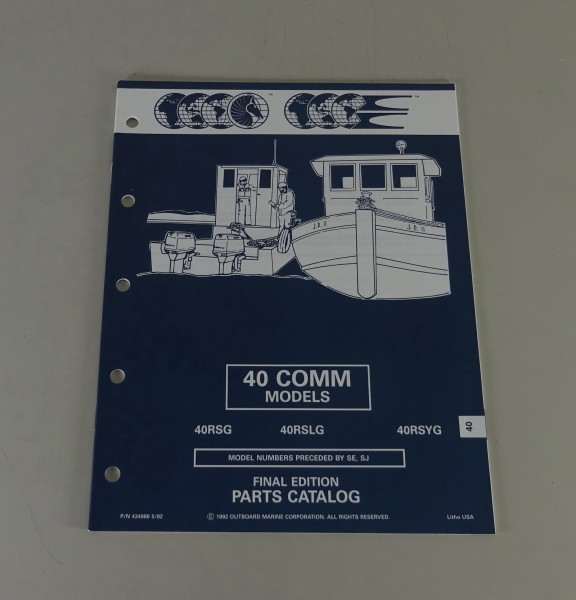 40 COMM
MODELS
40RSG 40RSLG 40RSYG
40
MODEL NUMBERS PRECEDED BY SE, SJ
FINAL EDITION
PARTS CATALOG
P/N 434866 5/92 © 1992 OUTBOARD MARINE CORPORATION. ALL RIGHTS RESERVED. Litho USA